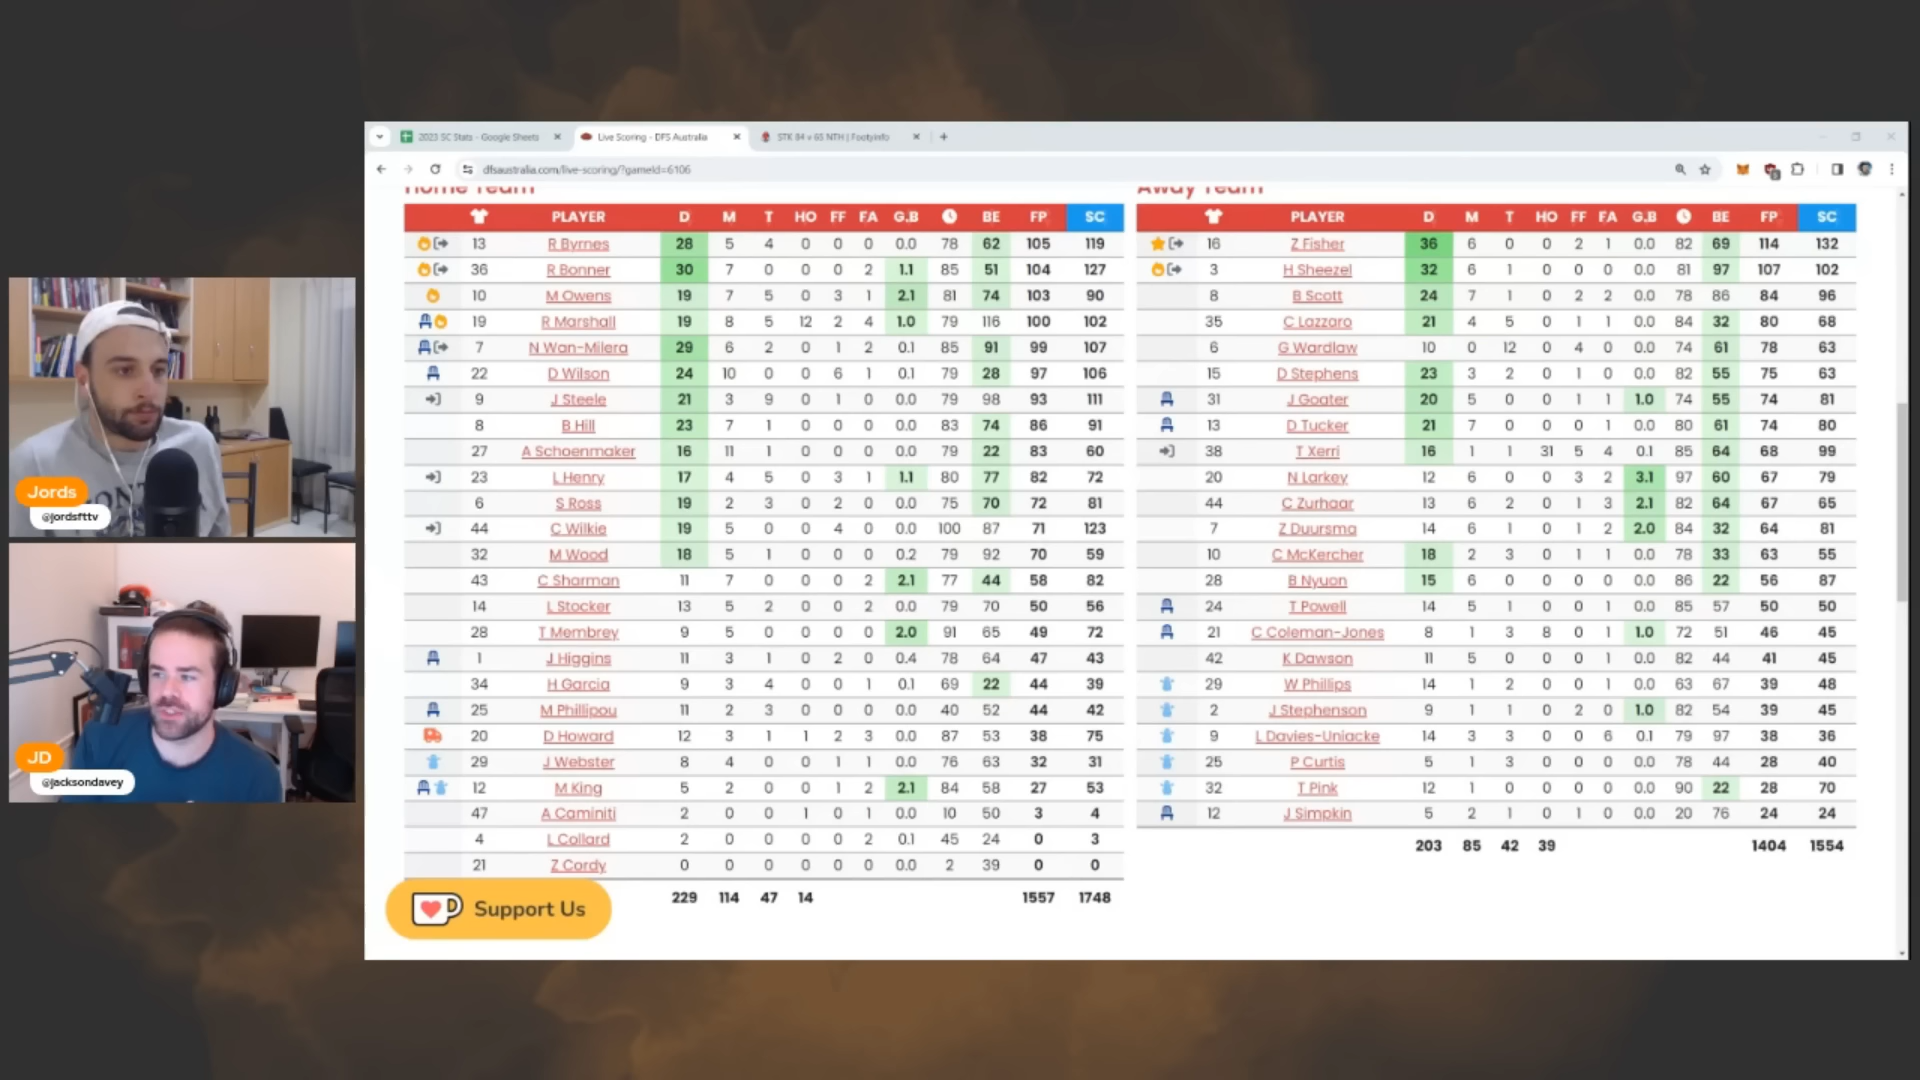 2023 SC Stats - Google Sheets
Live Scoring - DFS Australia
STK 84 v 65 NTH | FootyInfo
dfsaustralia.com/live-scoring/?gameId=6106
Home Team
Away Team
PLAYER D M T HO FF FA G.B BE FP SC
13 R Byrnes 28 5 4 0 0 0 0.0 78 62 105 119
36 R Bonner 30 7 0 0 0 2 1.1 85 51 104 127
10 M Owens 19 7 5 0 3 1 2.1 81 74 103 90
19 R Marshall 19 8 5 12 2 4 1.0 79 116 100 102
7 N Wan-Milera 29 6 2 0 1 2 0.1 85 91 99 107
22 D Wilson 24 10 0 0 6 1 0.1 79 28 97 106
9 J Steele 21 3 9 0 1 0 0.0 79 98 93 111
8 B Hill 23 7 1 0 0 0 0.0 83 74 86 91
27 A Schoenmaker 16 11 1 0 0 0 0.0 79 22 83 60
23 L Henry 17 4 5 0 3 1 1.1 80 77 82 72
6 S Ross 19 2 3 0 2 0 0.0 75 70 72 81
44 C Wilkie 19 5 0 0 4 0 0.0 100 87 71 123
32 M Wood 18 5 1 0 0 0 0.2 79 92 70 59
43 C Sharman 11 7 0 0 0 2 2.1 77 44 58 82
14 L Stocker 13 5 2 0 0 2 0.0 79 70 50 56
28 T Membrey 9 5 0 0 0 0 2.0 91 65 49 72
1 J Higgins 11 3 1 0 2 0 0.4 78 64 47 43
34 H Garcia 9 3 4 0 0 1 0.1 69 22 44 39
25 M Phillipou 11 2 3 0 0 0 0.0 40 52 44 42
20 D Howard 12 3 1 1 2 3 0.0 87 53 38 75
29 J Webster 8 4 0 0 1 1 0.0 76 63 32 31
12 M King 5 2 0 0 1 2 2.1 84 58 27 53
47 A Caminiti 2 0 0 1 0 1 0.0 10 50 3 4
4 L Collard 2 0 0 0 0 2 0.1 45 24 0 3
21 Z Cordy 0 0 0 0 0 0 0.0 2 39 0 0
229 114 47 14 1557 1748
PLAYER D M T HO FF FA G.B BE FP SC
16 Z Fisher 36 6 0 0 2 1 0.0 82 69 114 132
3 H Sheezel 32 6 1 0 0 0 0.0 81 97 107 102
8 B Scott 24 7 1 0 2 2 0.0 78 86 84 96
35 C Lazzaro 21 4 5 0 1 1 0.0 84 32 80 68
6 G Wardlaw 10 0 12 0 4 0 0.0 74 61 78 63
15 D Stephens 23 3 2 0 1 0 0.0 82 55 75 63
31 J Goater 20 5 0 0 1 1 1.0 74 55 74 81
13 D Tucker 21 7 0 0 0 1 0.0 80 61 74 80
38 T Xerri 16 1 1 31 5 4 0.1 85 64 68 99
20 N Larkey 12 6 0 0 3 2 3.1 97 60 67 79
44 C Zurhaar 13 6 2 0 1 3 2.1 82 64 67 65
7 Z Duursma 14 6 1 0 1 2 2.0 84 32 64 81
10 C McKercher 18 2 3 0 1 1 0.0 78 33 63 55
28 B Nyuon 15 6 0 0 0 0 0.0 86 22 56 87
24 T Powell 14 5 1 0 0 1 0.0 85 57 50 50
21 C Coleman-Jones 8 1 3 8 0 1 1.0 72 51 46 45
42 K Dawson 11 5 0 0 0 1 0.0 82 44 41 45
29 W Phillips 14 1 2 0 0 1 0.0 63 67 39 48
2 J Stephenson 9 1 1 0 2 0 1.0 82 54 39 45
9 L Davies-Uniacke 14 3 3 0 0 6 0.1 79 97 38 36
25 P Curtis 5 1 3 0 0 0 0.0 78 44 28 40
32 T Pink 12 1 0 0 0 0 0.0 90 22 28 70
12 J Simpkin 5 2 1 0 1 0 0.0 20 76 24 24
203 85 42 39 1404 1554
Support Us
Jords
@jordsfttv
JD
@jacksondavey